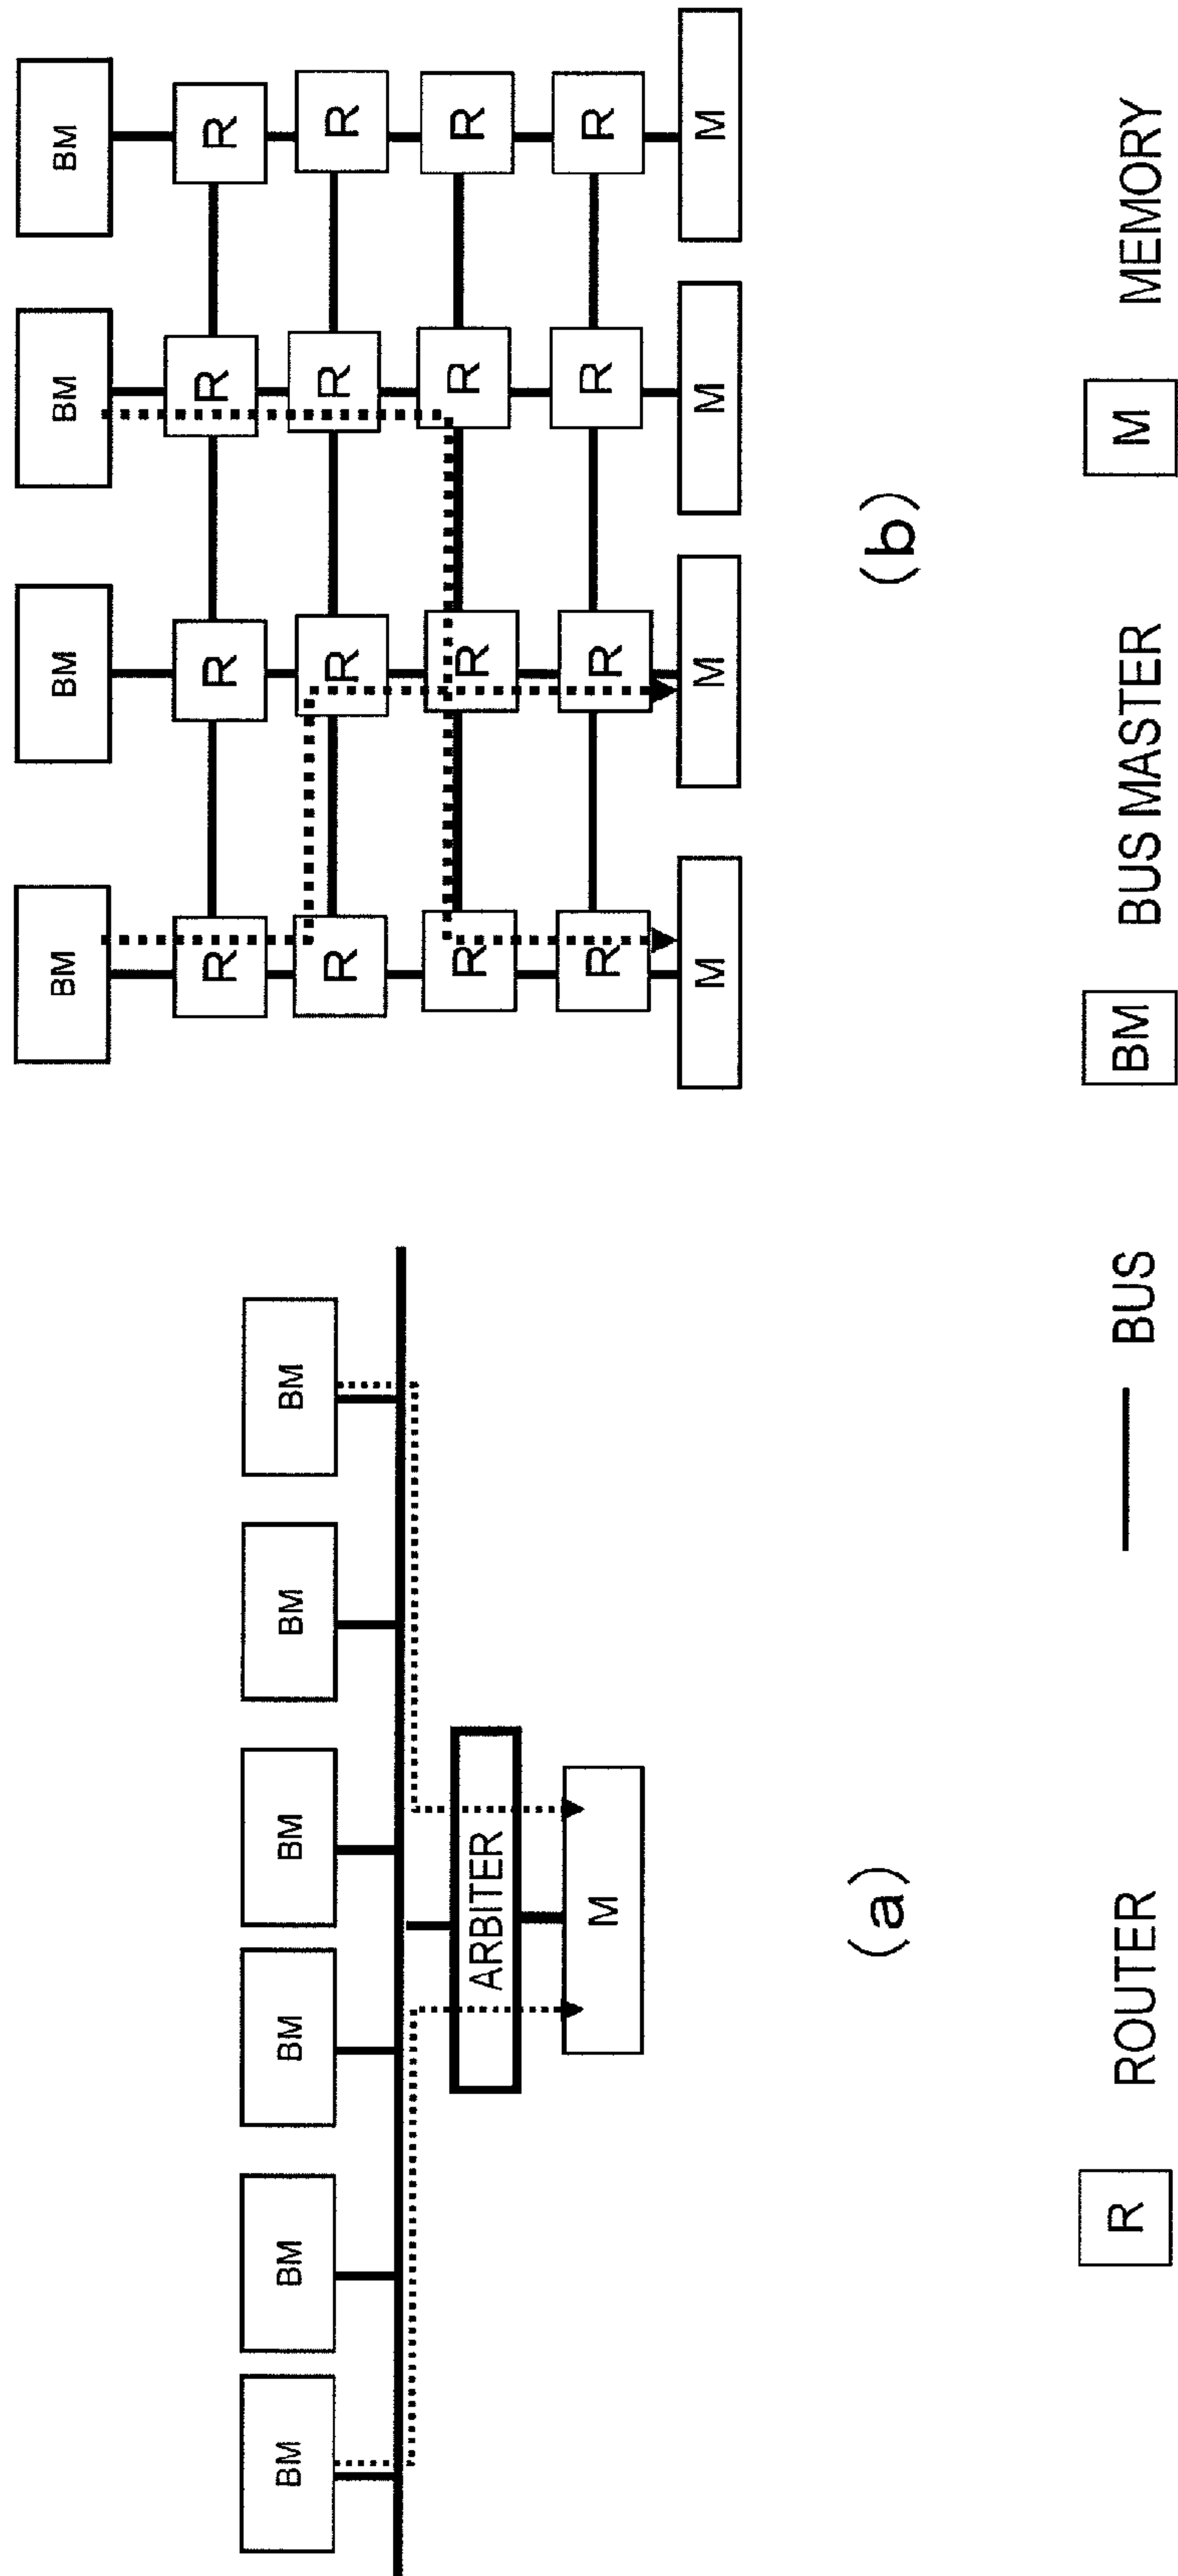 BM BM BM BM BM BM
ARBITER
M
(a)
BM BM BM BM
R R R R
R R R R
R R R R
R R R R
M M M M
(b)
R ROUTER
BUS
BM BUS MASTER
M MEMORY